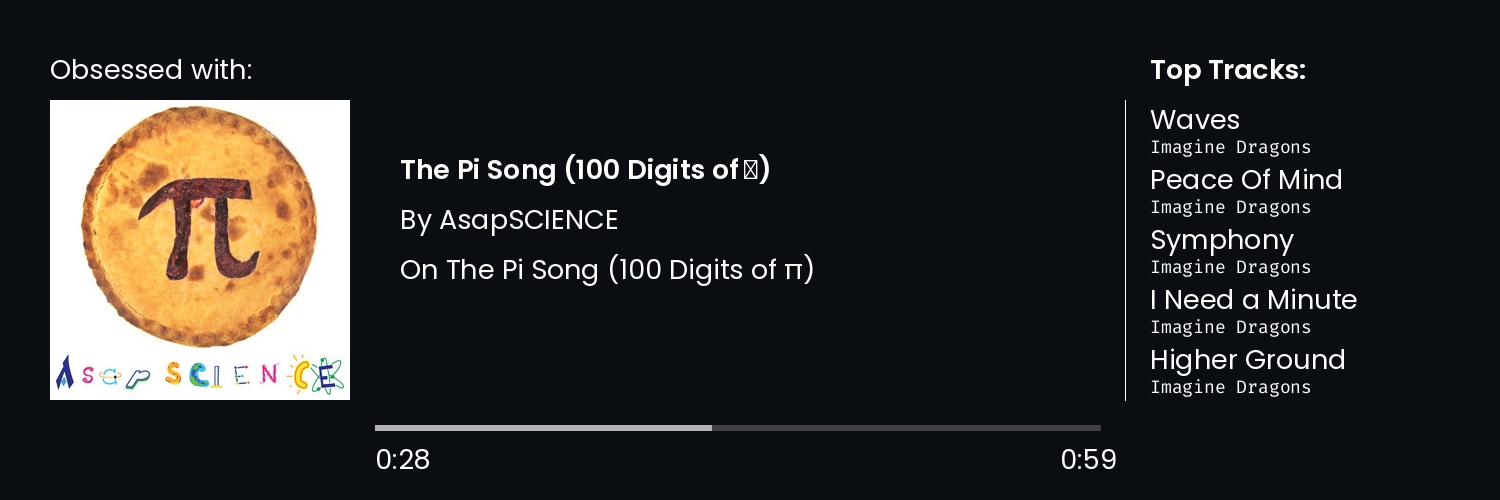 Obsessed with:
π
AsapSCIENCE
The Pi Song (100 Digits of )
By AsapSCIENCE
On The Pi Song (100 Digits of π)
0:28
0:59
Top Tracks:
Waves
Imagine Dragons
Peace Of Mind
Imagine Dragons
Symphony
Imagine Dragons
I Need a Minute
Imagine Dragons
Higher Ground
Imagine Dragons